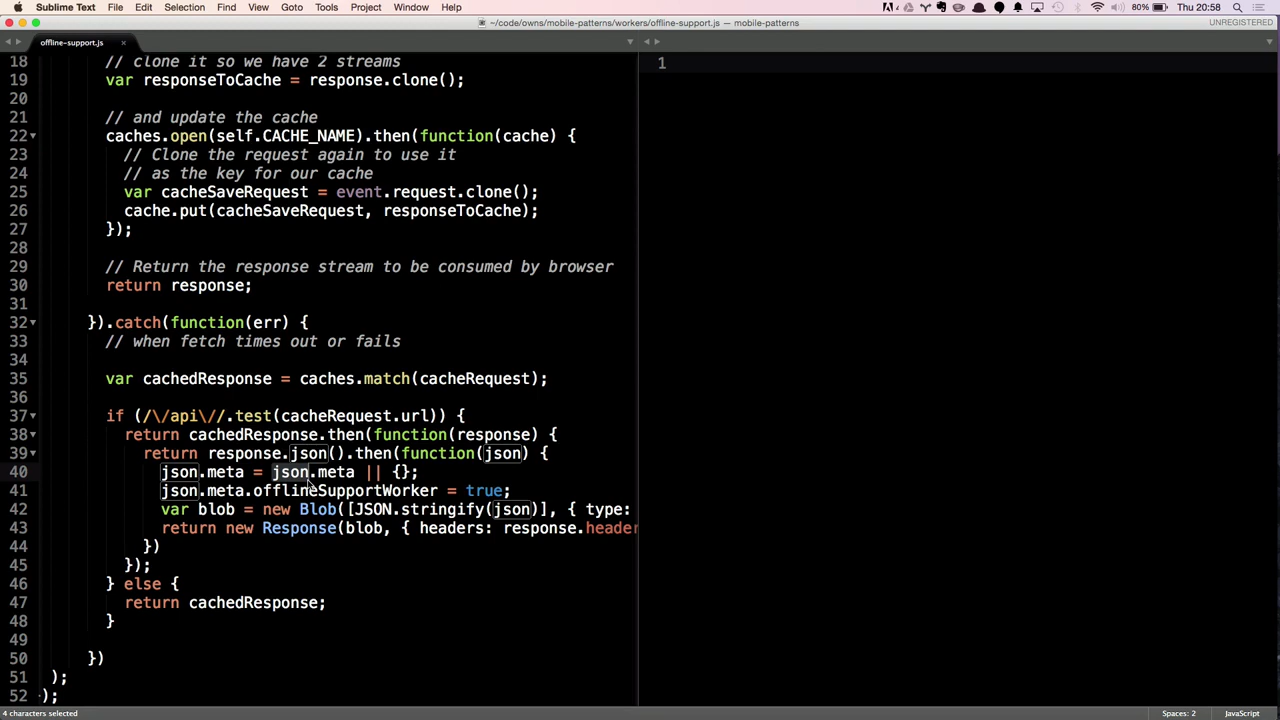 Sublime Text File Edit Selection Find View Goto Tools Project Window Help 80% Thu 20:58
~/code/owns/mobile-patterns/workers/offline-support.js — mobile-patterns UNREGISTERED
offline-support.js ×
18 // clone it so we have 2 streams
19 var responseToCache = response.clone();
20
21 // and update the cache
22 caches.open(self.CACHE_NAME).then(function(cache) {
23 // Clone the request again to use it
24 // as the key for our cache
25 var cacheSaveRequest = event.request.clone();
26 cache.put(cacheSaveRequest, responseToCache);
27 });
28
29 // Return the response stream to be consumed by browser
30 return response;
31
32 }).catch(function(err) {
33 // when fetch times out or fails
34
35 var cachedResponse = caches.match(cacheRequest);
36
37 if (/\/api\//.test(cacheRequest.url)) {
38 return cachedResponse.then(function(response) {
39 return response.json().then(function(json) {
40 json.meta = json.meta || {};
41 json.meta.offlineSupportWorker = true;
42 var blob = new Blob([JSON.stringify(json)], { type:
43 return new Response(blob, { headers: response.header
44 })
45 });
46 } else {
47 return cachedResponse;
48 }
49
50 })
51 );
52 );
1
4 characters selected Spaces: 2 JavaScript